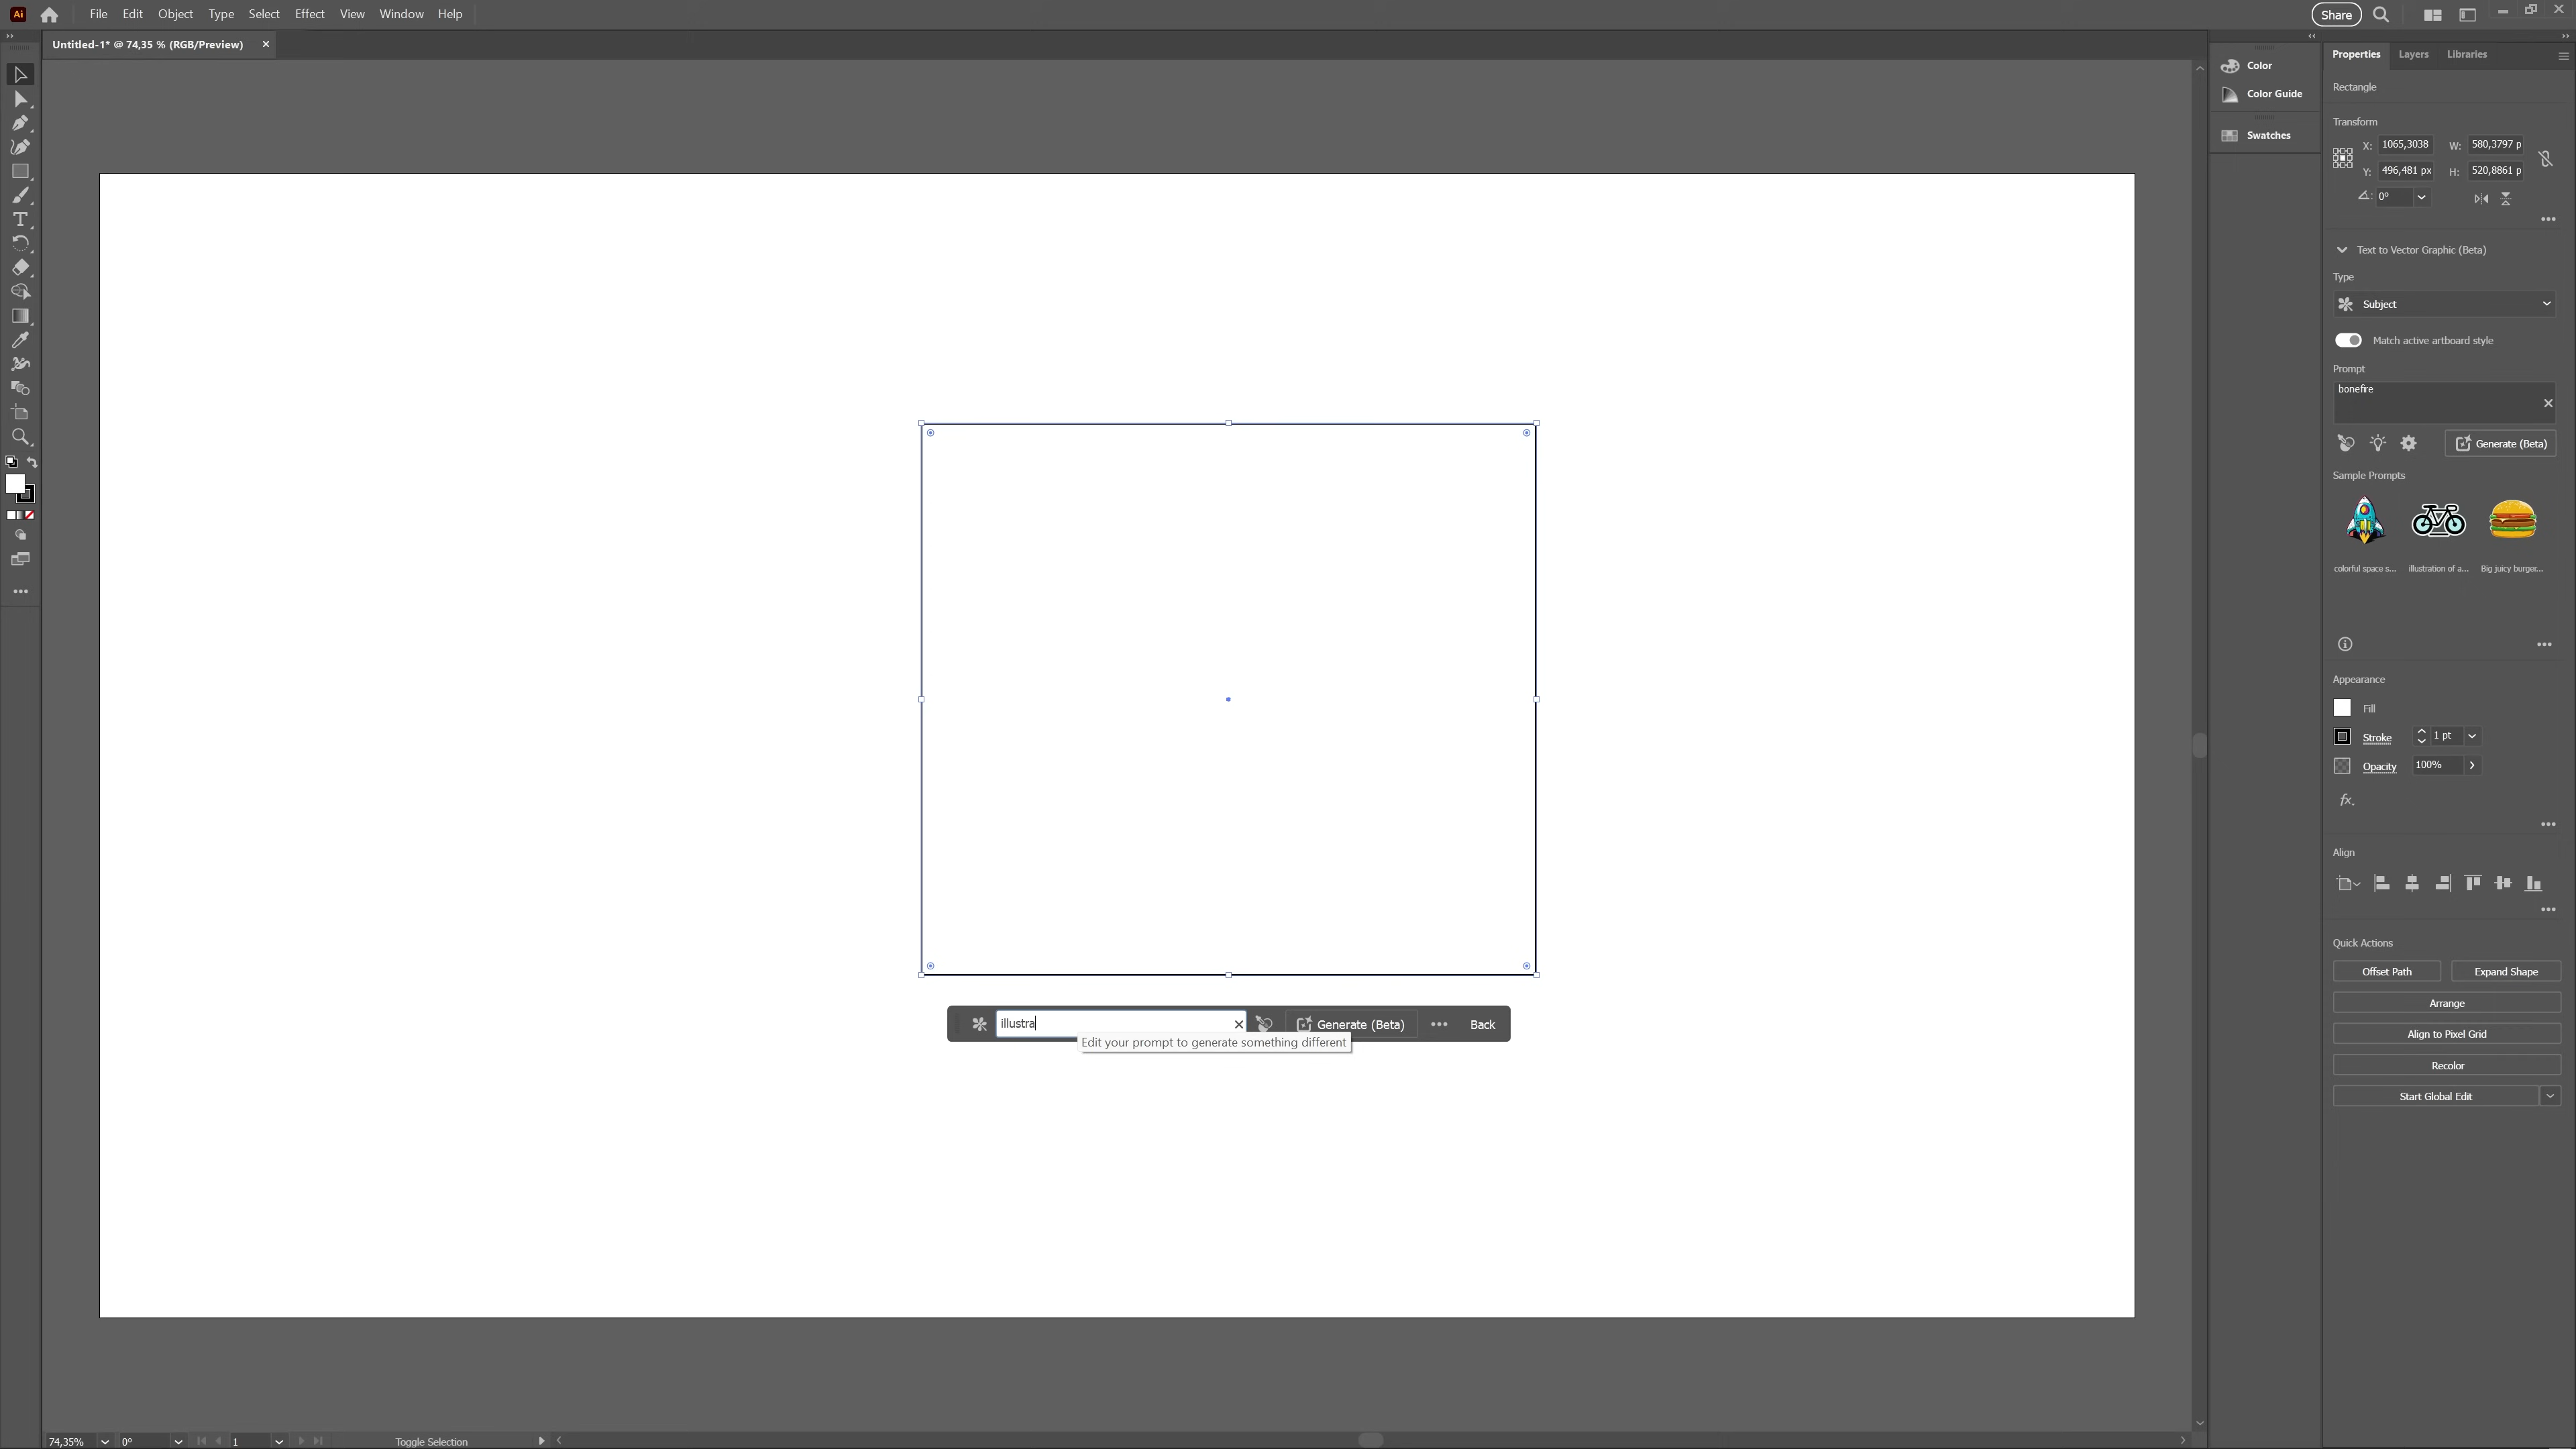 Ai
File Edit Object Type Select Effect View Window Help
Share
Untitled-1* @ 74,35 % (RGB/Preview)
Color
Color Guide
Swatches
Properties Layers Libraries
Rectangle
Transform
X: 1065,3038 W: 580,3797 p
Y: 496,481 px H: 520,8861 p
0°
Text to Vector Graphic (Beta)
Type
Subject
Match active artboard style
Prompt
bonefire
Generate (Beta)
Sample Prompts
colorful space s... illustration of a... Big juicy burger...
Appearance
Fill
Stroke 1 pt
Opacity 100%
fx.
Align
Quick Actions
Offset Path Expand Shape
Arrange
Align to Pixel Grid
Recolor
Start Global Edit
illustra
Generate (Beta) Back
Edit your prompt to generate something different
74,35% 0° 1 Toggle Selection